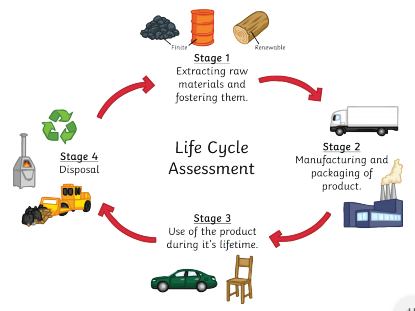 Finite
Renewable
Stage 1
Extracting raw
materials and
fostering them.
Life Cycle
Assessment
Stage 2
Manufacturing and
packaging of
product.
Stage 3
Use of the product
during it's lifetime.
Stage 4
Disposal